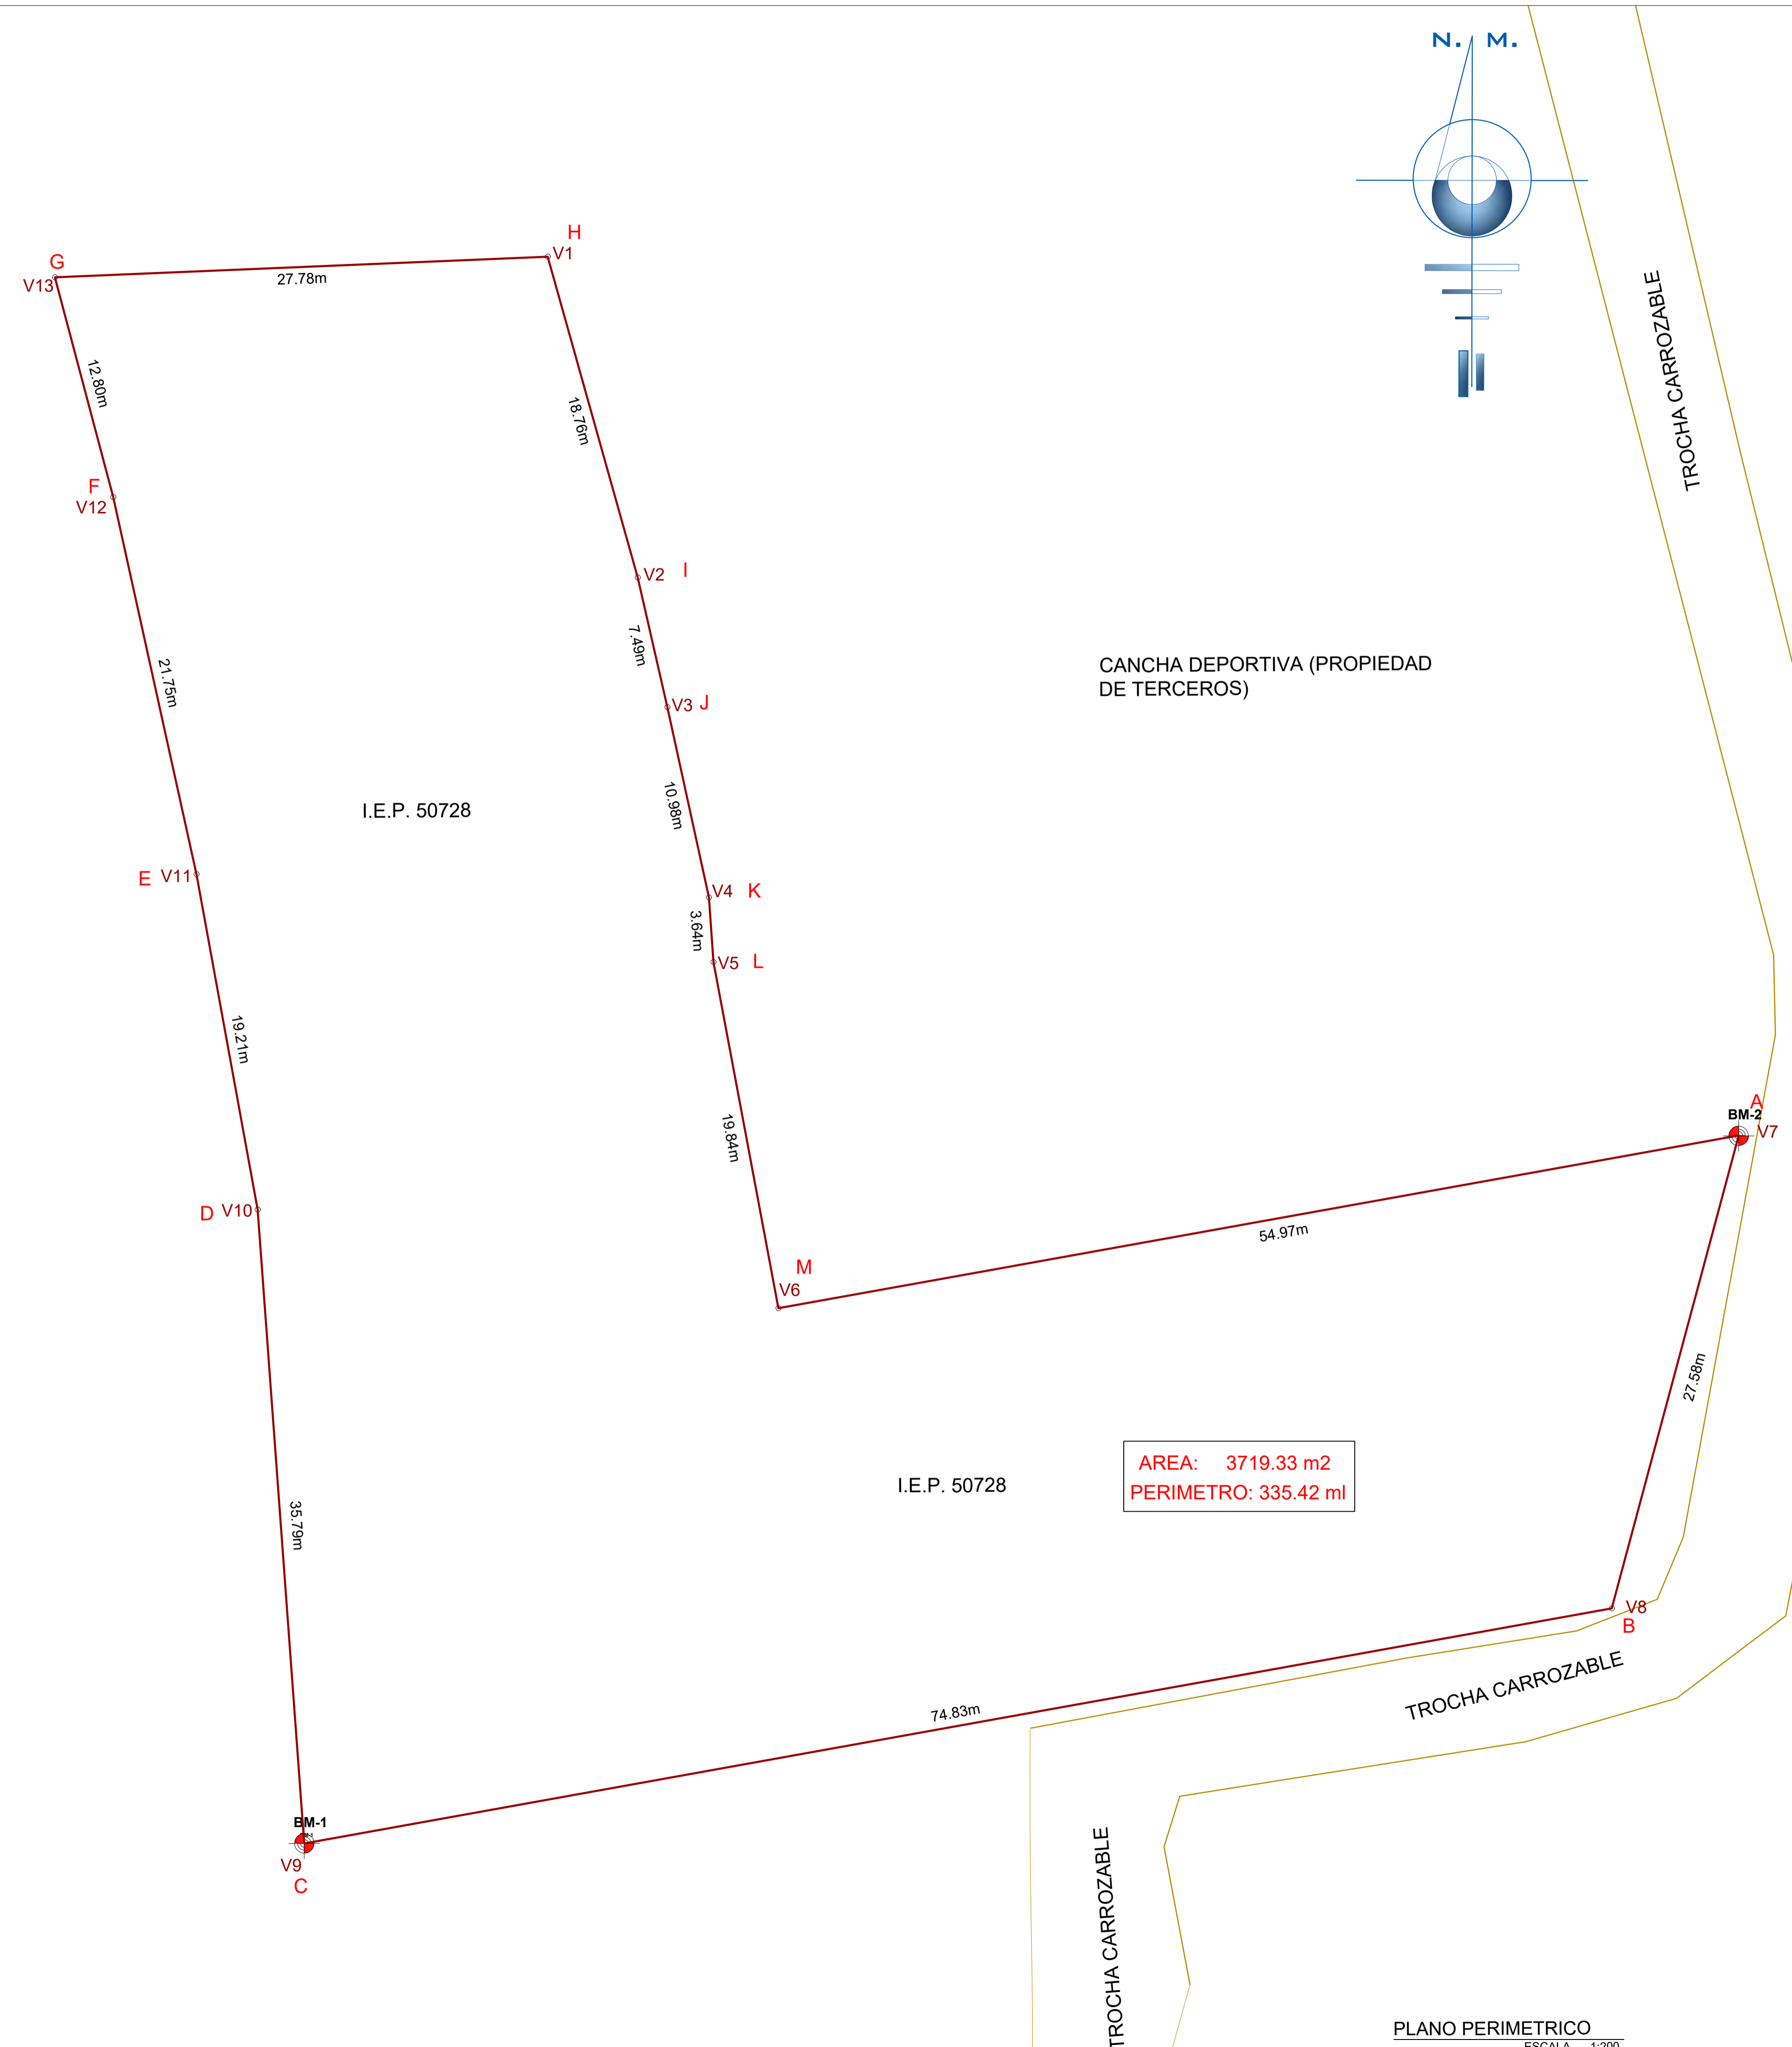 N. M.
TROCHA CARROZABLE
H
G
V1
V13
27.78m
12.80m
18.76m
F
V12
V2 I
7.49m
21.75m
CANCHA DEPORTIVA (PROPIEDAD
DE TERCEROS)
V3 J
10.98m
I.E.P. 50728
E V11
V4 K
3.64m
V5 L
19.21m
19.84m
A
BM-2
V7
D V10
54.97m
M
V6
27.58m
AREA: 3719.33 m2
PERIMETRO: 335.42 ml
I.E.P. 50728
35.79m
V8
B
TROCHA CARROZABLE
74.83m
BM-1
V9
C
TROCHA CARROZABLE
PLANO PERIMETRICO
ESCALA 1:200